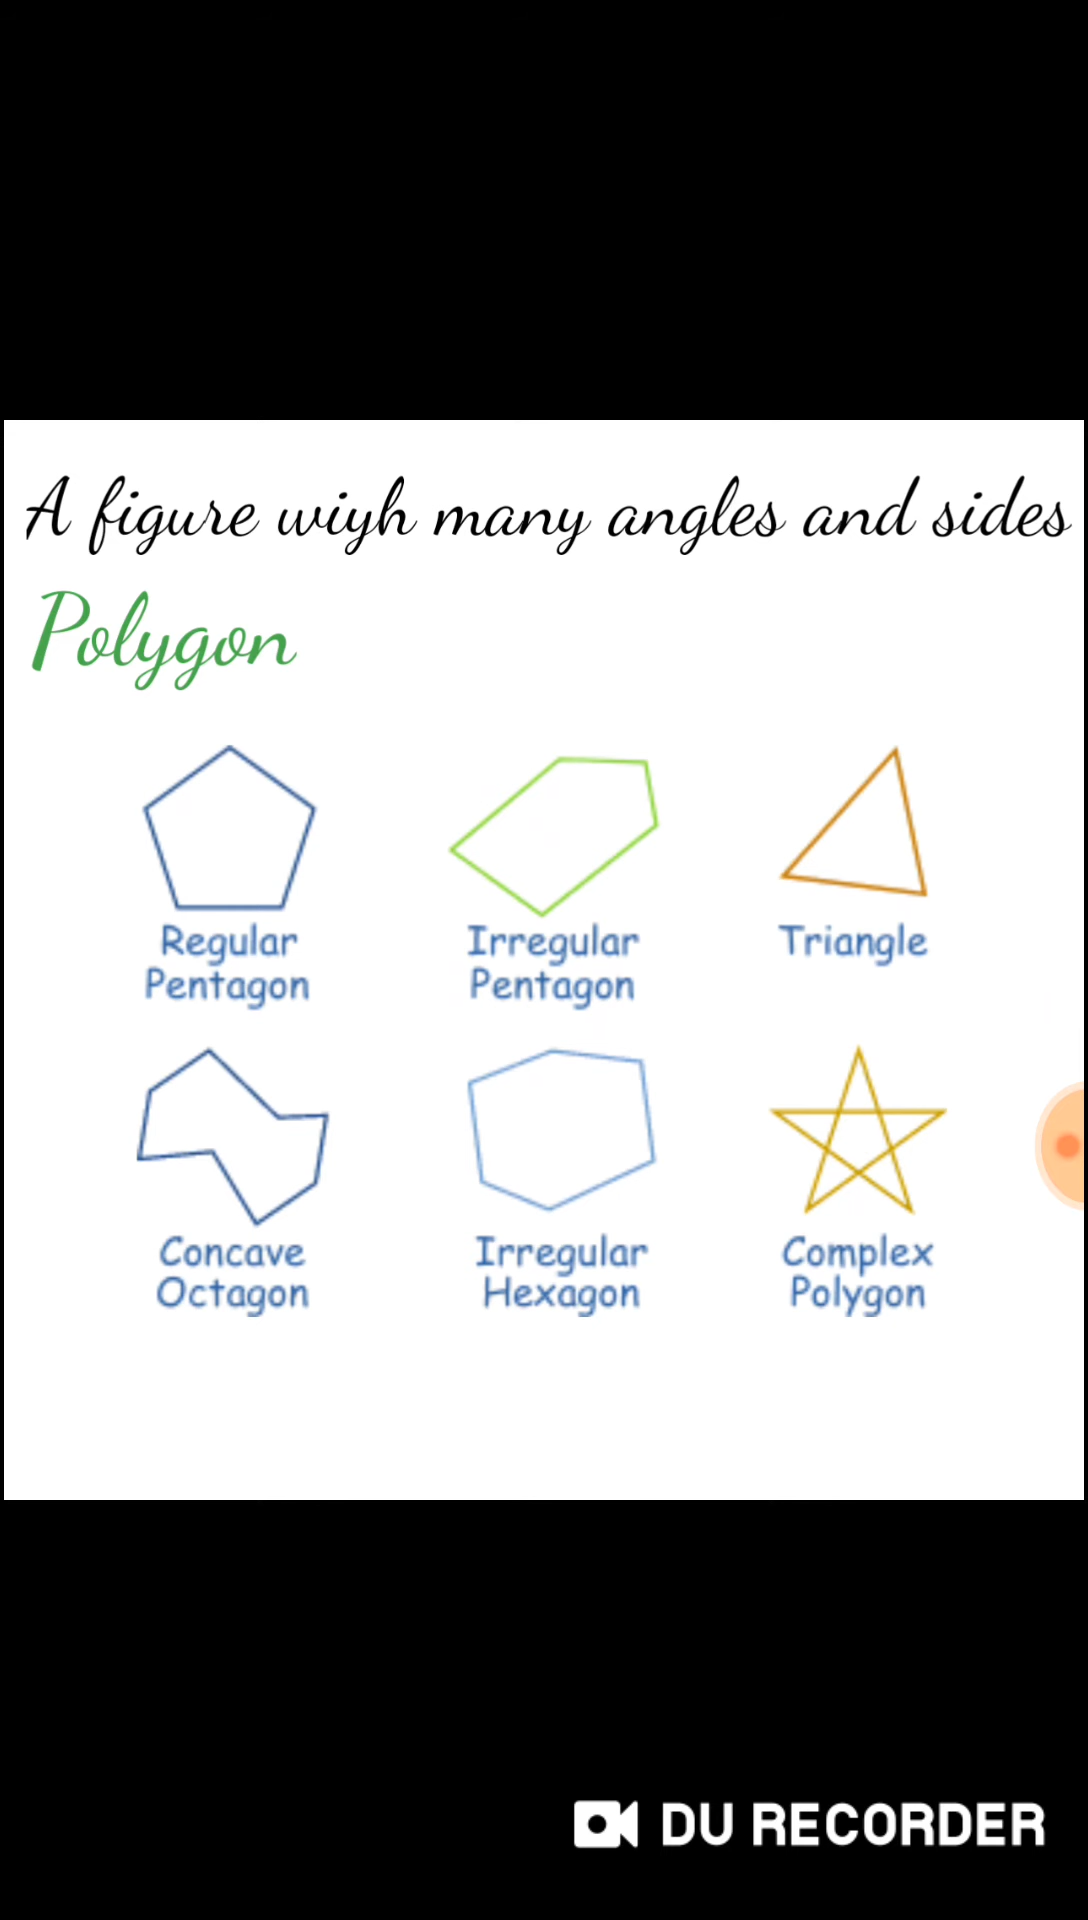 A figure wiyh many angles and sides
Polygon
Regular
Pentagon
Irregular
Pentagon
Triangle
Concave
Octagon
Irregular
Hexagon
Complex
Polygon
DU RECORDER